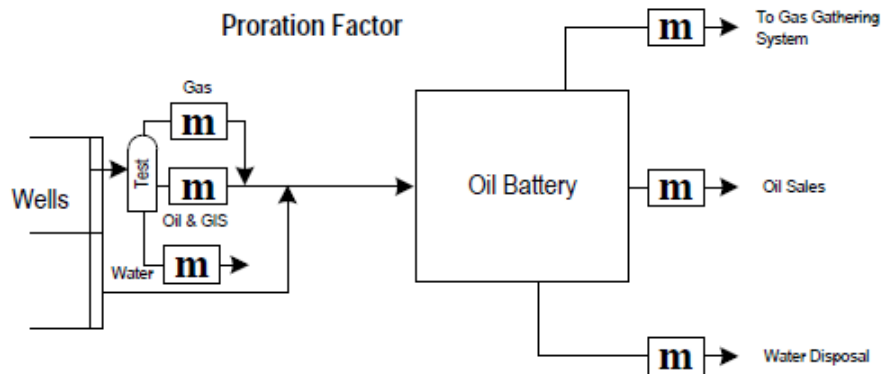 Proration Factor
m
To Gas Gathering
System
Gas
m
Test
Wells
m
Oil & GIS
Oil Battery
m
Oil Sales
Water
m
m
Water Disposal